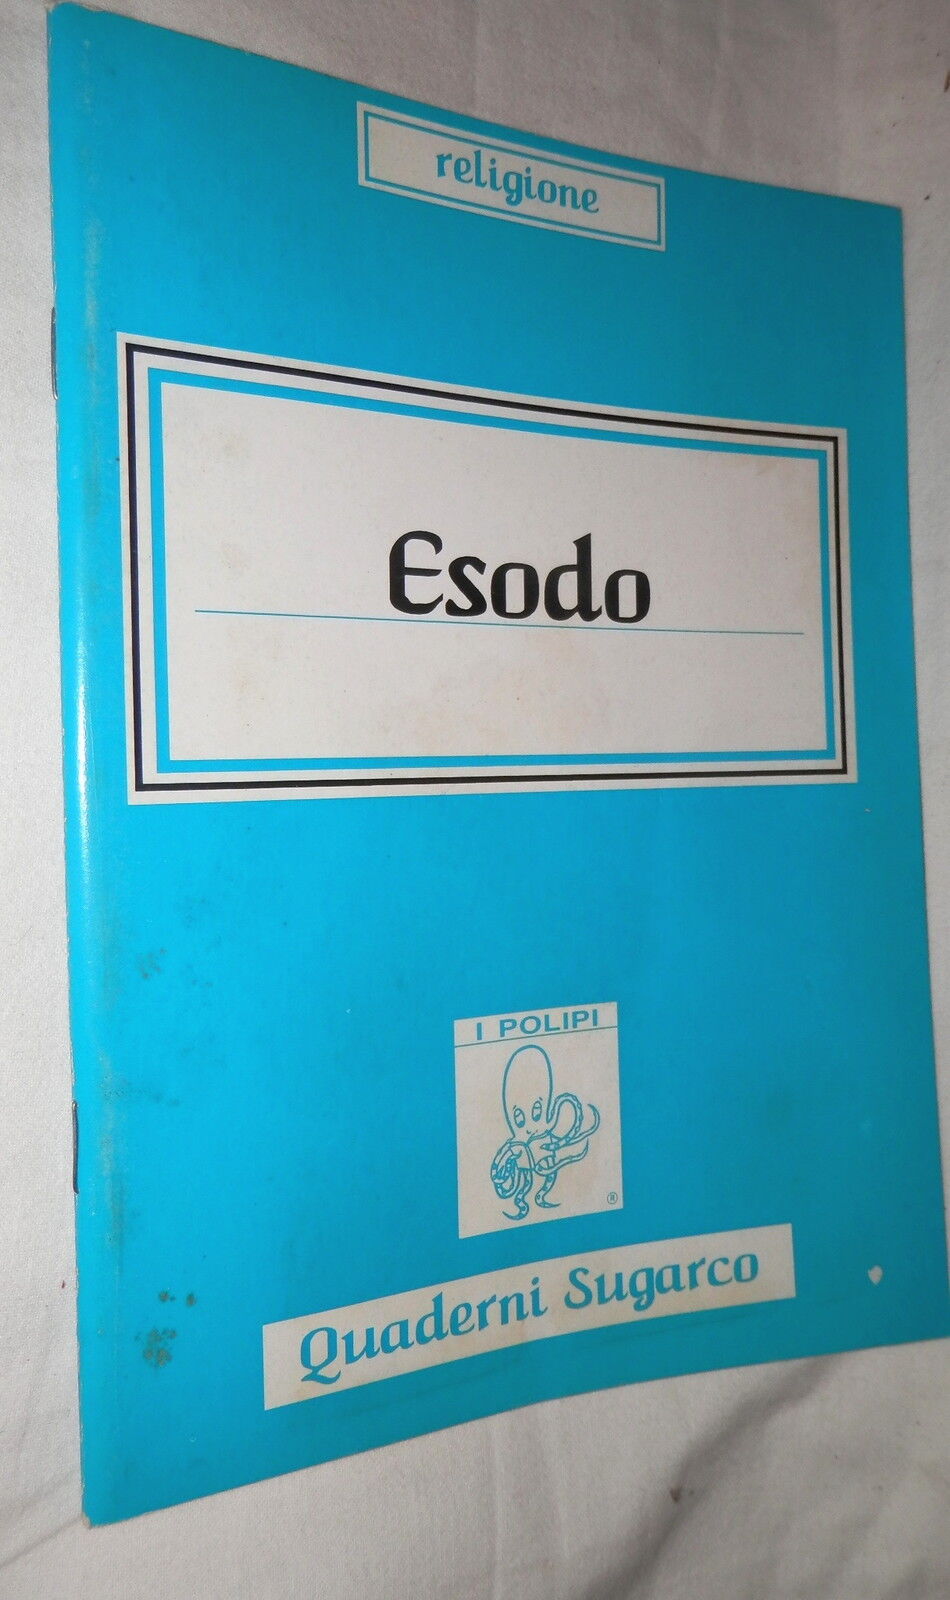 religione
Esodo
I POLIPI
®
Quaderni Sugarco